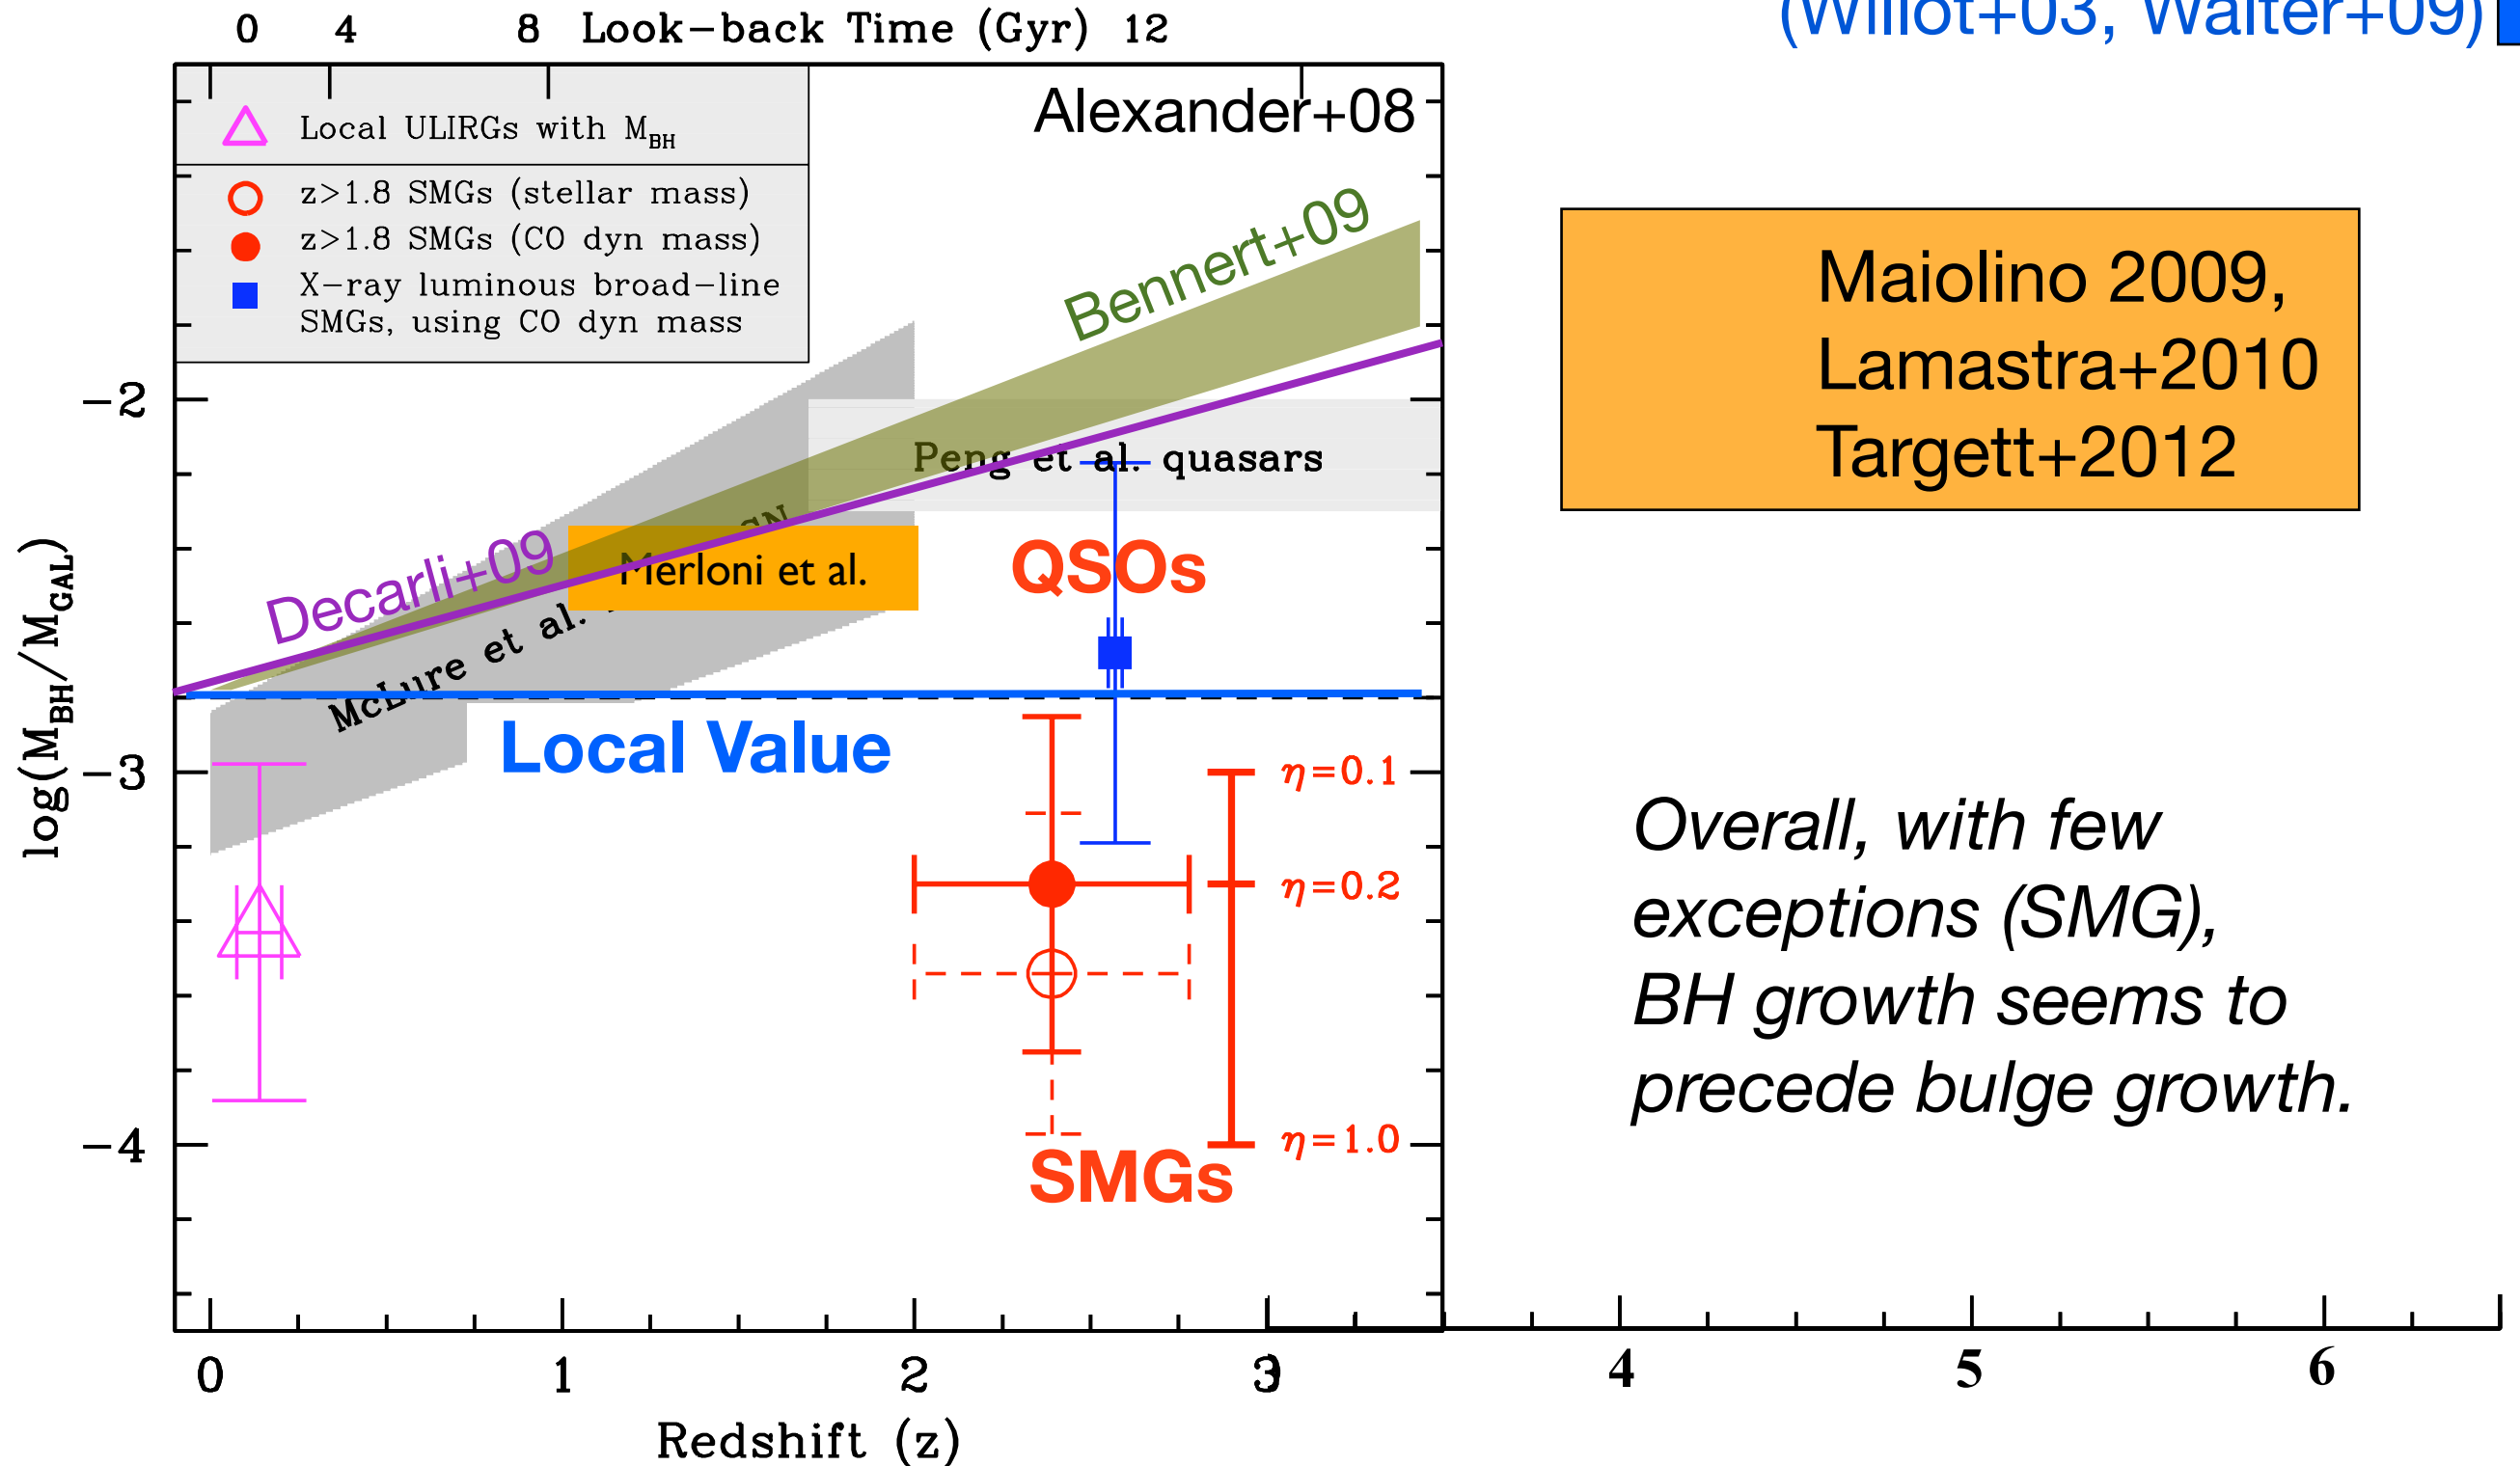 (Willot+03, Walter+09)
0 4 8 Look-back Time (Gyr) 12
Alexander+08
Local ULIRGs with MBH
z>1.8 SMGs (stellar mass)
z>1.8 SMGs (CO dyn mass)
X-ray luminous broad-line
SMGs, using CO dyn mass
Bennert+09
Maiolino 2009,
Lamastra+2010
Targett+2012
-2
Peng et al. quasars
Decarli+09
Merloni et al.
QSOs
McLure et al.
log(MBH/MGAL)
Local Value
-3
η=0.1
η=0.2
Overall, with few
exceptions (SMG),
BH growth seems to
precede bulge growth.
-4
η=1.0
SMGs
0 1 2 3 4 5 6
Redshift (z)